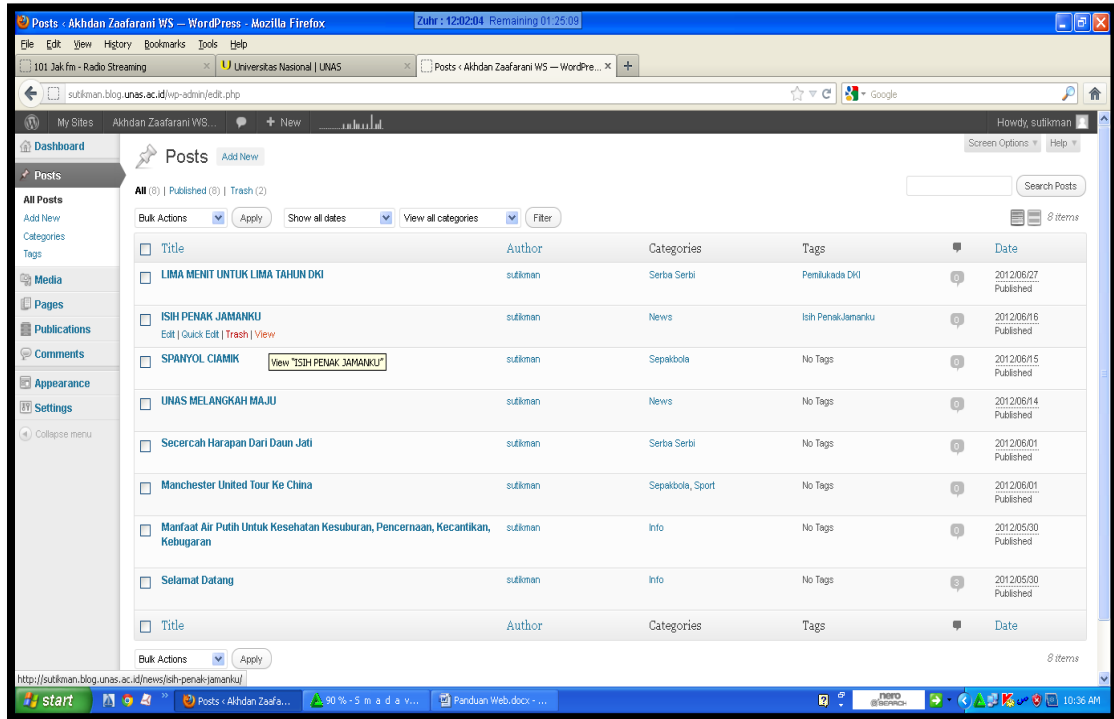 Posts ‹ Akhdan Zaafarani WS — WordPress - Mozilla Firefox
Zuhr : 12:02:04 Remaining 01:25:09
File Edit View History Bookmarks Tools Help
101 Jak fm - Radio Streaming
Universitas Nasional | UNAS
Posts ‹ Akhdan Zaafarani WS — WordPre...
sutikman.blog.unas.ac.id/wp-admin/edit.php
Google
My Sites Akhdan Zaafarani WS... + New
Howdy, sutikman
Dashboard
Posts
All Posts
Add New
Categories
Tags
Media
Pages
Publications
Comments
Appearance
Settings
Collapse menu
Screen Options Help
Posts Add New
All (8) | Published (8) | Trash (2)
Search Posts
Bulk Actions Apply Show all dates View all categories Filter
8 items
Title Author Categories Tags Date
LIMA MENIT UNTUK LIMA TAHUN DKI sutikman Serba Serbi Pemilukada DKI 0 2012/06/27
Published
ISIH PENAK JAMANKU sutikman News Isih PenakJamanku 0 2012/06/16
Edit | Quick Edit | Trash | View Published
SPANYOL CIAMIK sutikman Sepakbola No Tags 0 2012/06/15
View "ISIH PENAK JAMANKU" Published
UNAS MELANGKAH MAJU sutikman News No Tags 0 2012/06/14
Published
Secercah Harapan Dari Daun Jati sutikman Serba Serbi No Tags 0 2012/06/01
Published
Manchester United Tour Ke China sutikman Sepakbola, Sport No Tags 0 2012/06/01
Published
Manfaat Air Putih Untuk Kesehatan Kesuburan, Pencernaan, Kecantikan, sutikman Info No Tags 0 2012/05/30
Kebugaran Published
Selamat Datang sutikman Info No Tags 3 2012/05/30
Published
Title Author Categories Tags Date
Bulk Actions Apply
8 items
http://sutikman.blog.unas.ac.id/news/isih-penak-jamanku/
start
Posts ‹ Akhdan Zaafa...
90 % - S m a d a v...
Panduan Web.docx - ...
nero
SEARCH
10:36 AM